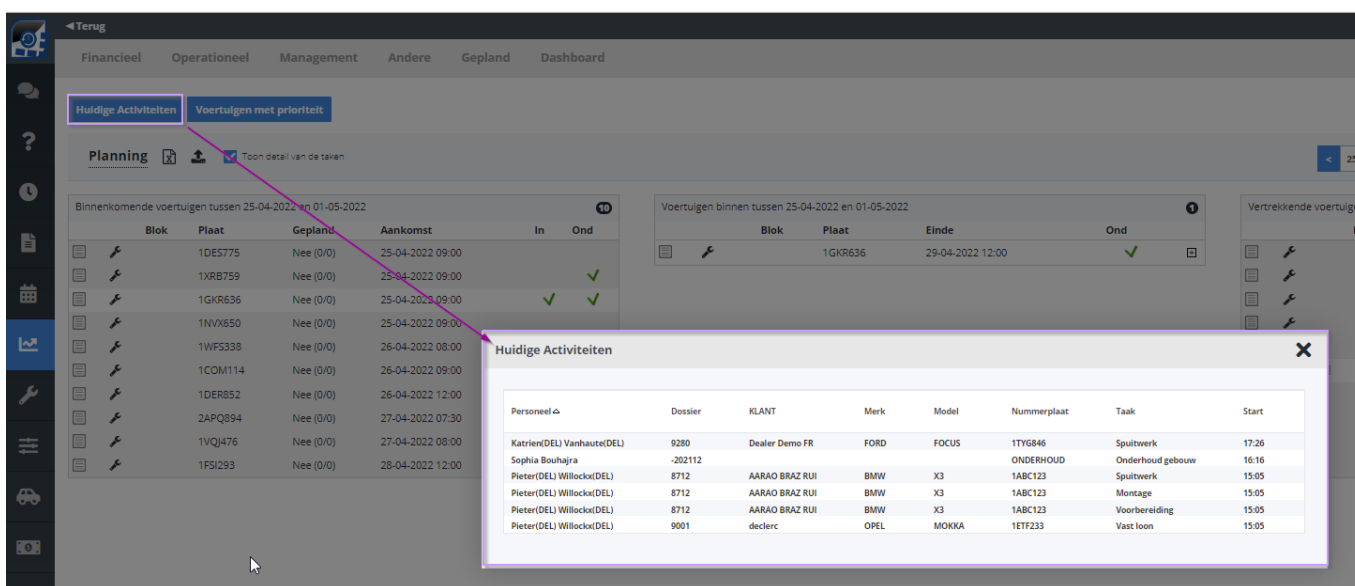 ◄Terug
Financieel Operationeel Management Andere Gepland Dashboard
Huidige Activiteiten Voertuigen met prioriteit
Planning Toon detail van de taken < 25
Binnenkomende voertuigen tussen 25-04-2022 en 01-05-2022 10
Blok Plaat Gepland Aankomst In Ond
1DES775 Nee (0/0) 25-04-2022 09:00
1XRB759 Nee (0/0) 25-04-2022 09:00
1GKR636 Nee (0/0) 25-04-2022 09:00
1NVX650 Nee (0/0) 25-04-2022 09:00
1WFS338 Nee (0/0) 26-04-2022 08:00
1COM114 Nee (0/0) 26-04-2022 09:00
1DER852 Nee (0/0) 26-04-2022 12:00
2APQ894 Nee (0/0) 27-04-2022 07:30
1VQJ476 Nee (0/0) 27-04-2022 08:00
1FSI293 Nee (0/0) 28-04-2022 12:00
Voertuigen binnen tussen 25-04-2022 en 01-05-2022 1
Blok Plaat Einde Ond
1GKR636 29-04-2022 12:00
Vertrekkende voertuige
Huidige Activiteiten
Personeel Dossier KLANT Merk Model Nummerplaat Taak Start
Katrien(DEL) Vanhaute(DEL) 9280 Dealer Demo FR FORD FOCUS 1TYG846 Spuitwerk 17:26
Sophia Bouhajra -202112 ONDERHOUD Onderhoud gebouw 16:16
Pieter(DEL) Willockx(DEL) 8712 AARAO BRAZ RUI BMW X3 1ABC123 Spuitwerk 15:05
Pieter(DEL) Willockx(DEL) 8712 AARAO BRAZ RUI BMW X3 1ABC123 Montage 15:05
Pieter(DEL) Willockx(DEL) 8712 AARAO BRAZ RUI BMW X3 1ABC123 Voorbereiding 15:05
Pieter(DEL) Willockx(DEL) 9001 declerc OPEL MOKKA 1ETF233 Vast loon 15:05